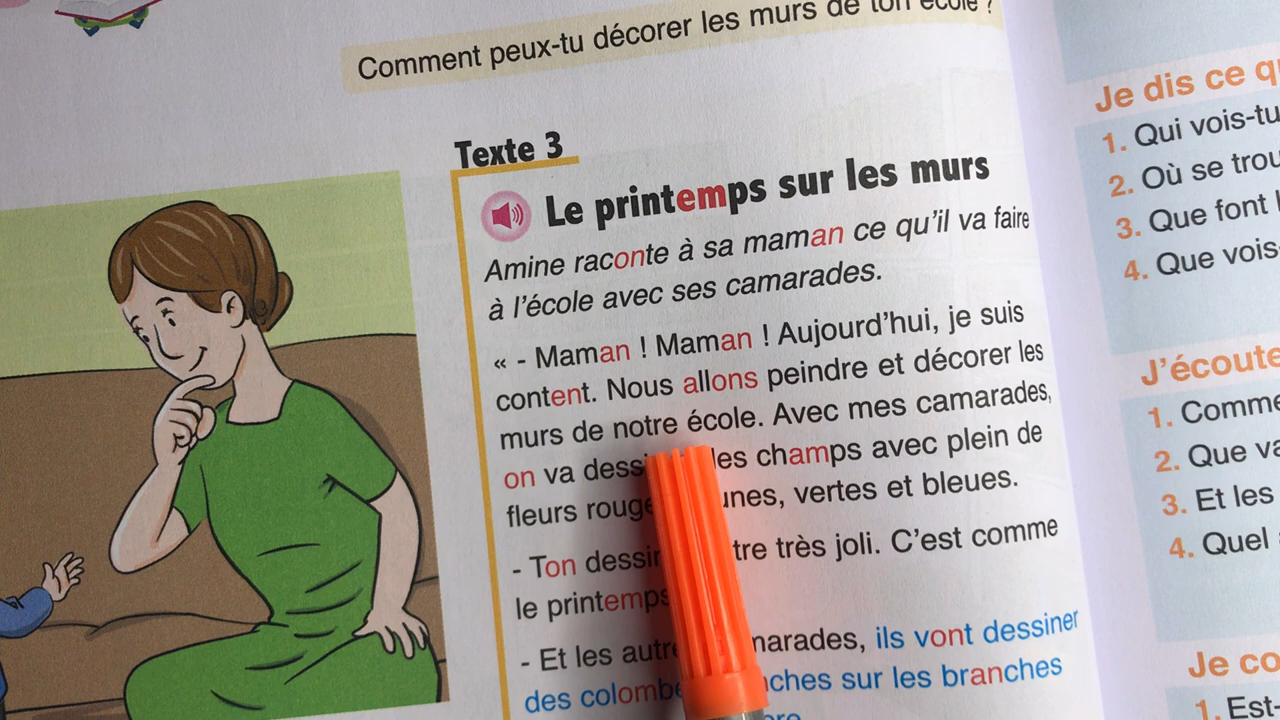 Comment peux-tu décorer les murs de ton école ?
Texte 3
Le printemps sur les murs
Amine raconte à sa maman ce qu'il va faire
à l'école avec ses camarades.
« - Maman ! Maman ! Aujourd'hui, je suis
content. Nous allons peindre et décorer les
murs de notre école. Avec mes camarades,
on va dess les champs avec plein de
fleurs roug unes, vertes et bleues.
- Ton dessi tre très joli. C'est comme
le printemps
- Et les autr marades, ils vont dessiner
des colombe nches sur les branches
Je dis ce q
1. Qui vois-tu
2. Où se trou
3. Que font l
4. Que vois
J'écoute
1. Comme
2. Que va
3. Et les
4. Quel
Je co
1. Est-